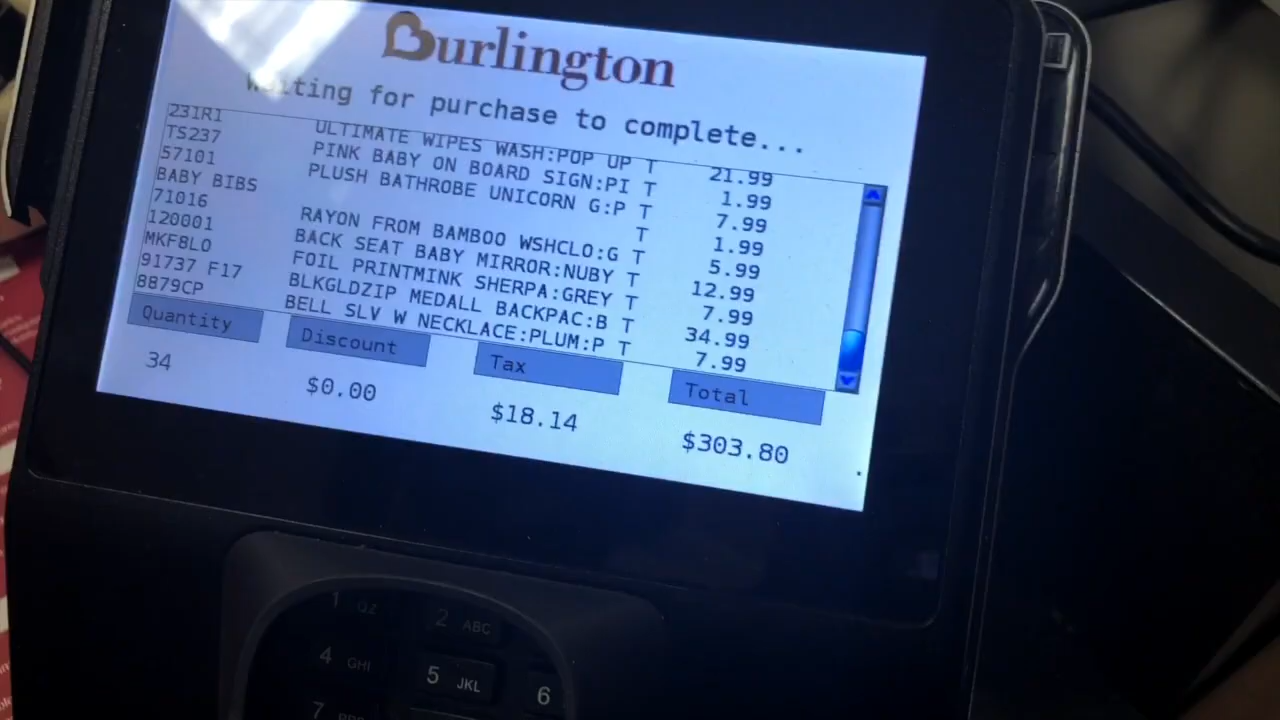 Burlington
Waiting for purchase to complete...
23IRI ULTIMATE WIPES WASH:POP UP T 21.99
TS237 PINK BABY ON BOARD SIGN:PI T 1.99
57101 PLUSH BATHROBE UNICORN G:P T 7.99
BABY BIBS T 1.99
71016 RAYON FROM BAMBOO WSHCLO:G T 5.99
120001 BACK SEAT BABY MIRROR:NUBY T 12.99
MKF8LO FOIL PRINTMINK SHERPA:GREY T 7.99
91737 F17 BLKGLDZIP MEDALL BACKPAC:B T 34.99
8879CP BELL SLV W NECKLACE:PLUM:P T 7.99
Quantity Discount Tax Total
34 $0.00 $18.14 $303.80
1 QZ 2 ABC
4 GHI 5 JKL 6
7